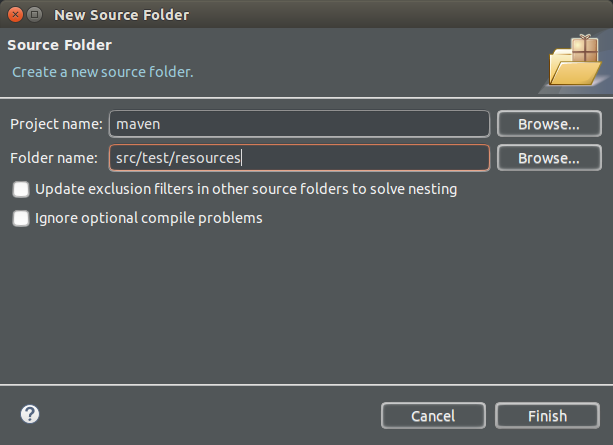 New Source Folder
Source Folder
Create a new source folder.
Project name: maven Browse...
Folder name: src/test/resources Browse...
Update exclusion filters in other source folders to solve nesting
Ignore optional compile problems
? Cancel Finish